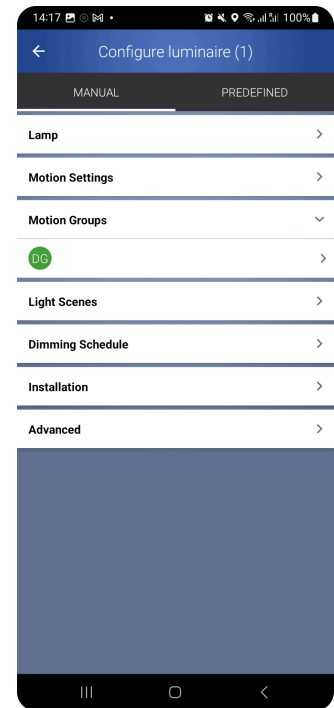 14:17 100%
Configure luminaire (1)
MANUAL PREDEFINED
Lamp
Motion Settings
Motion Groups
DG
Light Scenes
Dimming Schedule
Installation
Advanced